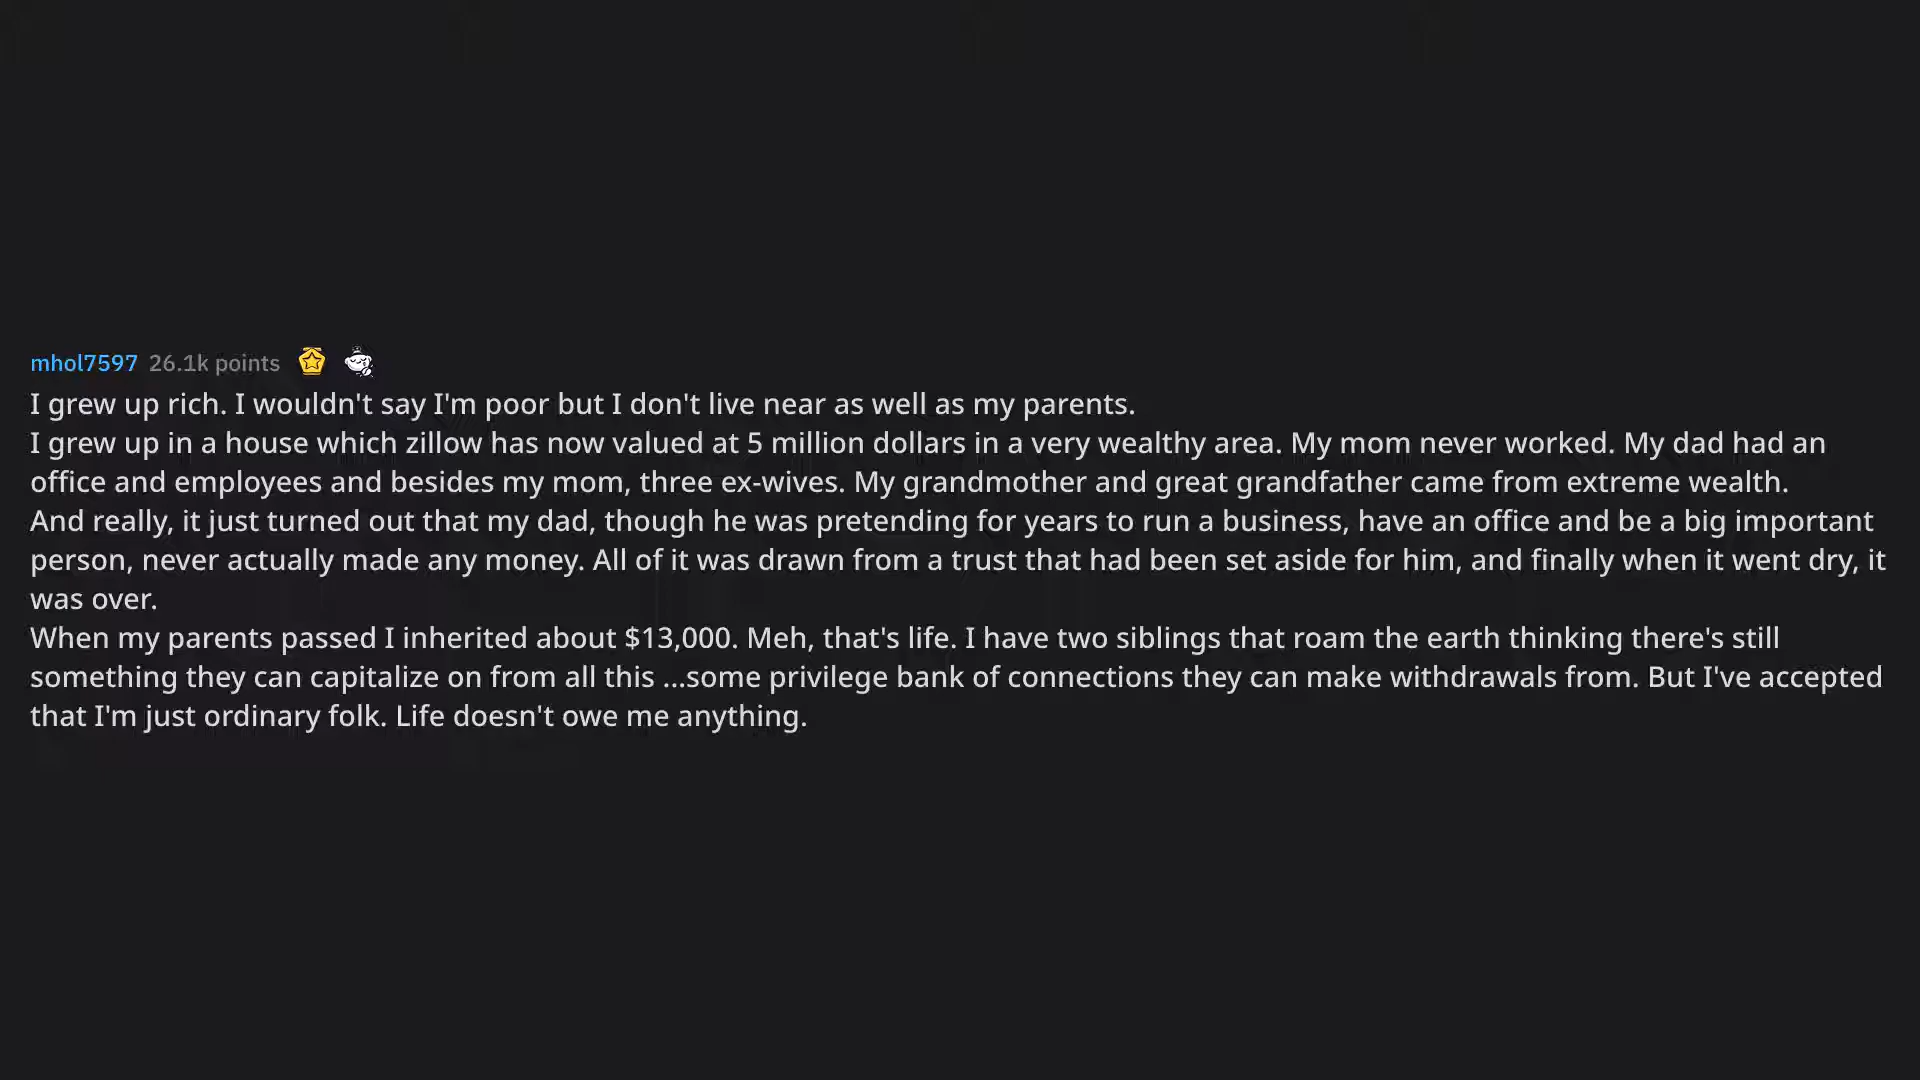 mhol7597 26.1k points
I grew up rich. I wouldn't say I'm poor but I don't live near as well as my parents.
I grew up in a house which zillow has now valued at 5 million dollars in a very wealthy area. My mom never worked. My dad had an
office and employees and besides my mom, three ex-wives. My grandmother and great grandfather came from extreme wealth.
And really, it just turned out that my dad, though he was pretending for years to run a business, have an office and be a big important
person, never actually made any money. All of it was drawn from a trust that had been set aside for him, and finally when it went dry, it
was over.
When my parents passed I inherited about $13,000. Meh, that's life. I have two siblings that roam the earth thinking there's still
something they can capitalize on from all this ...some privilege bank of connections they can make withdrawals from. But I've accepted
that I'm just ordinary folk. Life doesn't owe me anything.